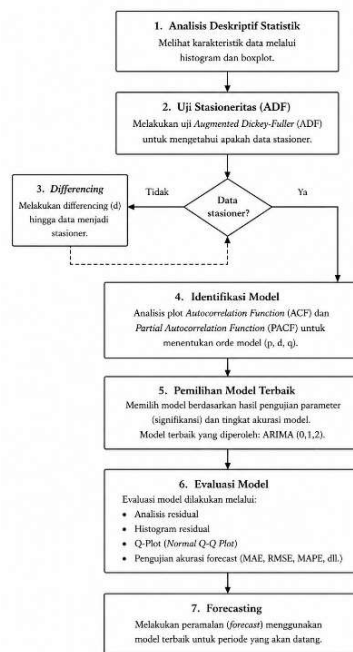 1. Analisis Deskriptif Statistik
Melihat karakteristik data melalui
histogram dan boxplot.
2. Uji Stasioneritas (ADF)
Melakukan uji Augmented Dickey-Fuller (ADF)
untuk mengetahui apakah data stasioner.
3. Differencing
Melakukan differencing (d)
hingga data menjadi
stasioner.
Tidak
Data
stasioner?
Ya
4. Identifikasi Model
Analisis plot Autocorrelation Function (ACF) dan
Partial Autocorrelation Function (PACF) untuk
menentukan orde model (p, d, q).
5. Pemilihan Model Terbaik
Memilih model berdasarkan hasil pengujian parameter
(signifikansi) dan tingkat akurasi model.
Model terbaik yang diperoleh: ARIMA (0,1,2).
6. Evaluasi Model
Evaluasi model dilakukan melalui:
• Analisis residual
• Histogram residual
• Q-Plot (Normal Q-Q Plot)
• Pengujian akurasi forecast (MAE, RMSE, MAPE, dll.)
7. Forecasting
Melakukan peramalan (forecast) menggunakan
model terbaik untuk periode yang akan datang.